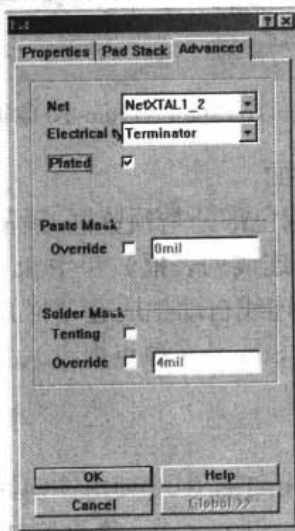 Pad
Properties Pad Stack Advanced
Net NetXTAL1_2
Electrical ty Terminator
Plated
Paste Mask
Override 0mil
Solder Mask
Tenting
Override 4mil
OK Help
Cancel Global >>